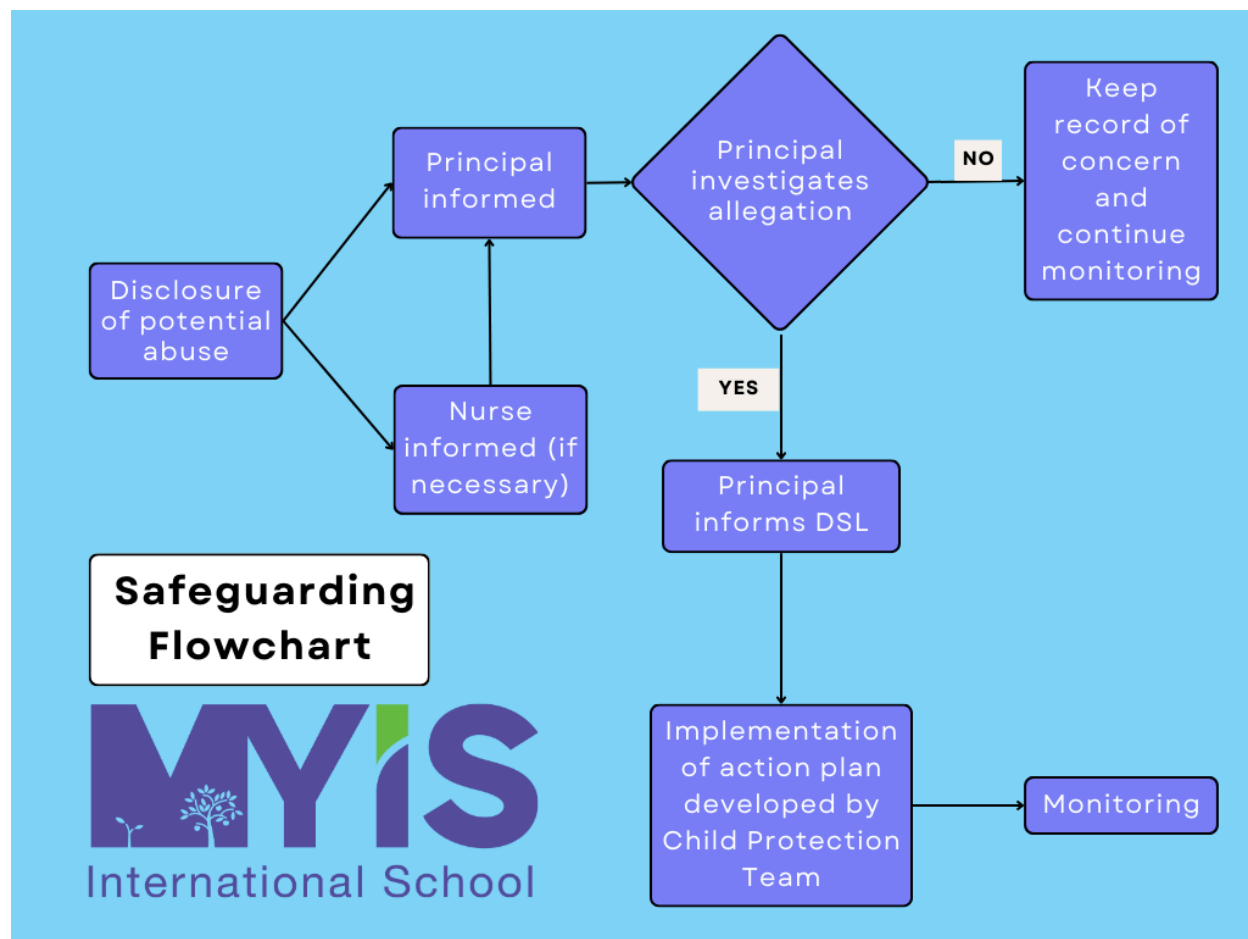 Disclosure
of potential
abuse
Principal
informed
Nurse
informed (if
necessary)
Principal
investigates
allegation
NO
Keep
record of
concern
and
continue
monitoring
YES
Principal
informs DSL
Implementation
of action plan
developed by
Child Protection
Team
Monitoring
Safeguarding
Flowchart
MYIS
International School